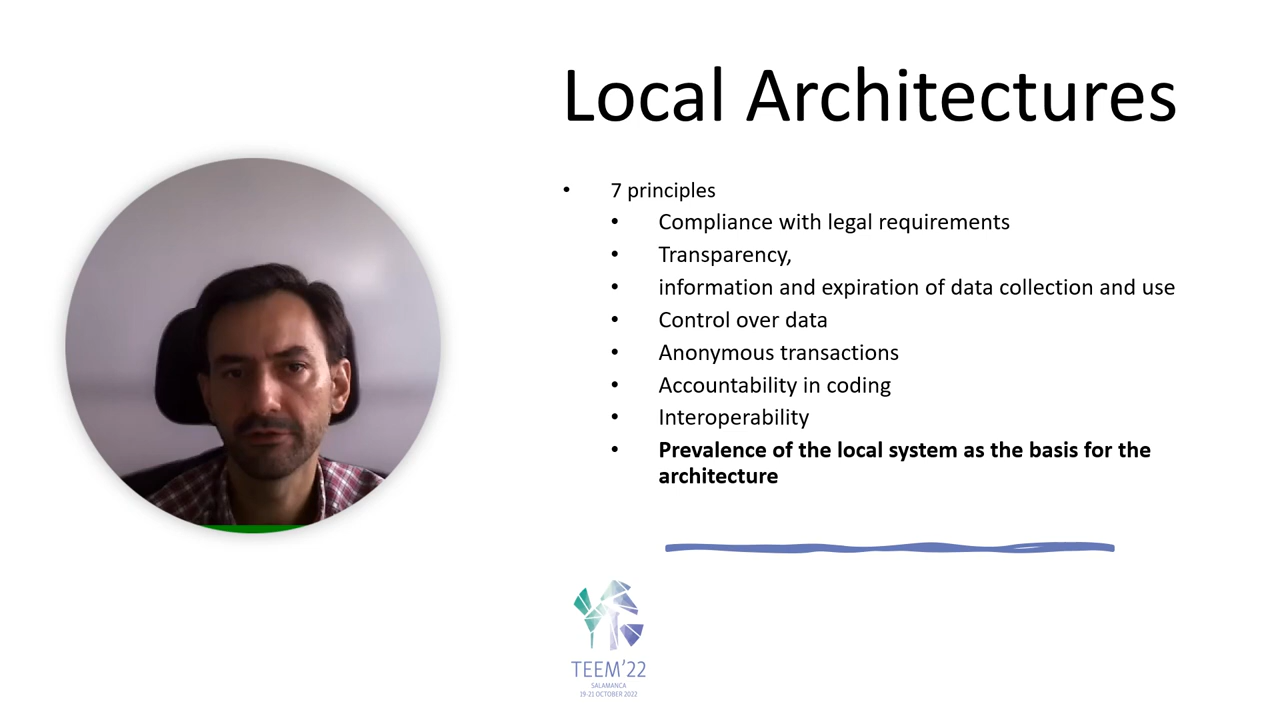 Local Architectures
• 7 principles
• Compliance with legal requirements
• Transparency,
• information and expiration of data collection and use
• Control over data
• Anonymous transactions
• Accountability in coding
• Interoperability
• Prevalence of the local system as the basis for the
architecture
TEEM'22
SALAMANCA
19-21 OCTOBER 2022